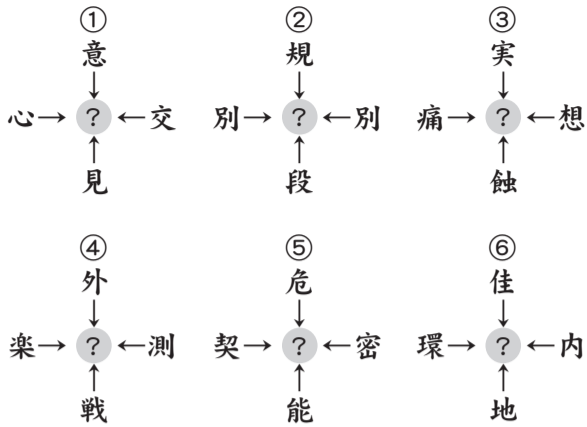 ① ② ③
意 規 実
心→?←交 別→?←別 痛→?←想
見 段 蝕
④ ⑤ ⑥
外 危 佳
楽→?←測 契→?←密 環→?←内
戦 能 地